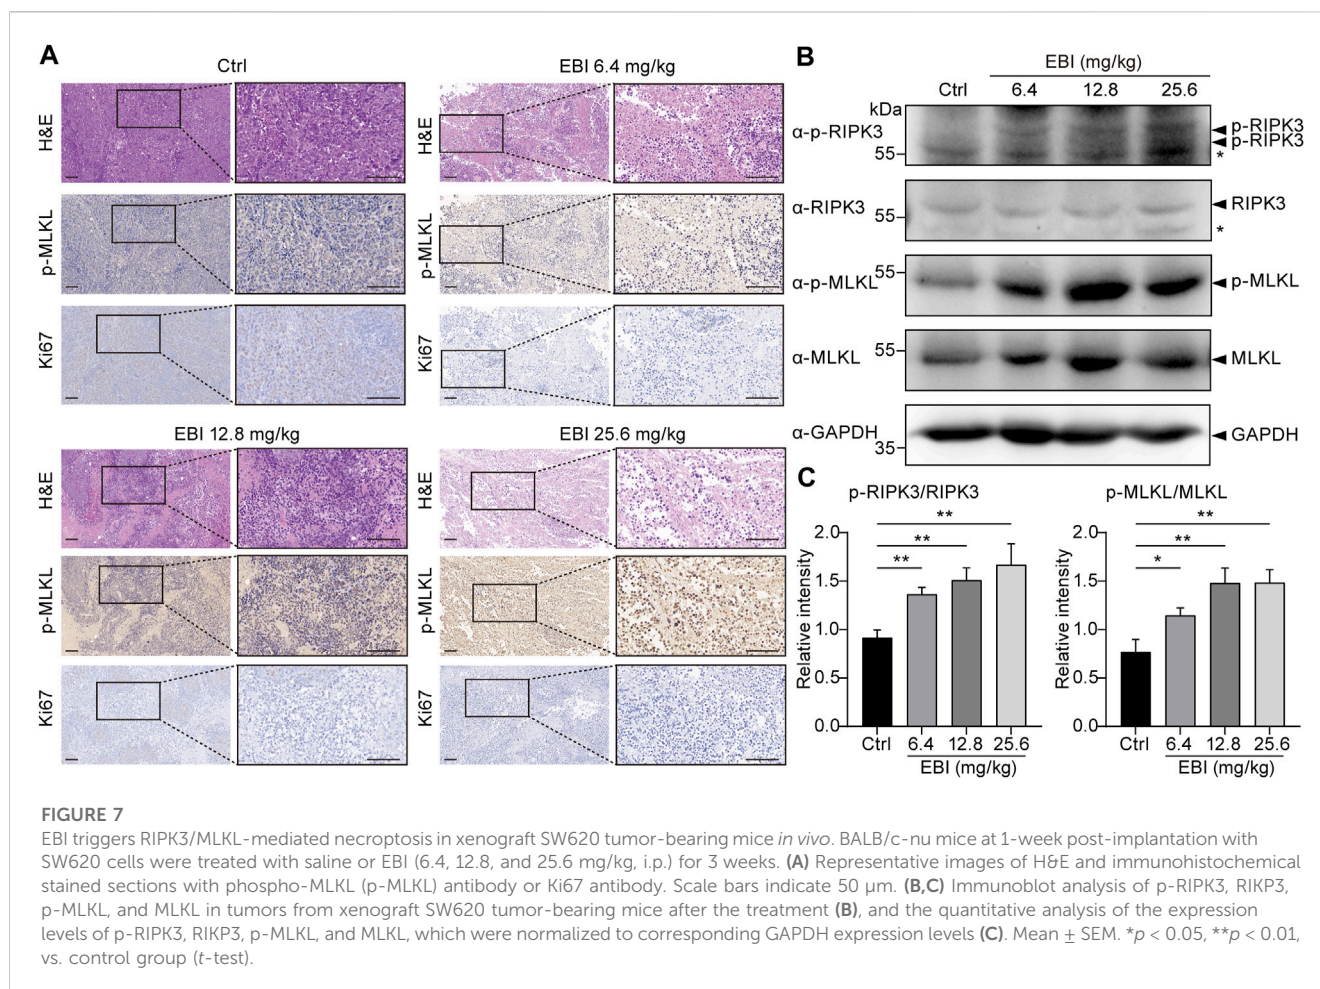 A
Ctrl
EBI 6.4 mg/kg
H&E
H&E
p-MLKL
p-MLKL
Ki67
Ki67
EBI 12.8 mg/kg
EBI 25.6 mg/kg
H&E
H&E
p-MLKL
p-MLKL
Ki67
Ki67
B
EBI (mg/kg)
Ctrl 6.4 12.8 25.6
kDa
α-p-RIPK3
55
p-RIPK3
p-RIPK3
*
α-RIPK3
55
RIPK3
*
α-p-MLKL
55
p-MLKL
α-MLKL
55
MLKL
α-GAPDH
35
GAPDH
C
p-RIPK3/RIPK3
Relative intensity
2.0
1.5
1.0
0.5
0.0
**
**
**
Ctrl 6.4 12.8 25.6
EBI (mg/kg)
p-MLKL/MLKL
Relative intensity
2.0
1.5
1.0
0.5
0.0
**
**
*
Ctrl 6.4 12.8 25.6
EBI (mg/kg)
FIGURE 7
EBI triggers RIPK3/MLKL-mediated necroptosis in xenograft SW620 tumor-bearing mice in vivo. BALB/c-nu mice at 1-week post-implantation with
SW620 cells were treated with saline or EBI (6.4, 12.8, and 25.6 mg/kg, i.p.) for 3 weeks. (A) Representative images of H&E and immunohistochemical
stained sections with phospho-MLKL (p-MLKL) antibody or Ki67 antibody. Scale bars indicate 50 μm. (B,C) Immunoblot analysis of p-RIPK3, RIKP3,
p-MLKL, and MLKL in tumors from xenograft SW620 tumor-bearing mice after the treatment (B), and the quantitative analysis of the expression
levels of p-RIPK3, RIKP3, p-MLKL, and MLKL, which were normalized to corresponding GAPDH expression levels (C). Mean ± SEM. *p < 0.05, **p < 0.01,
vs. control group (t-test).